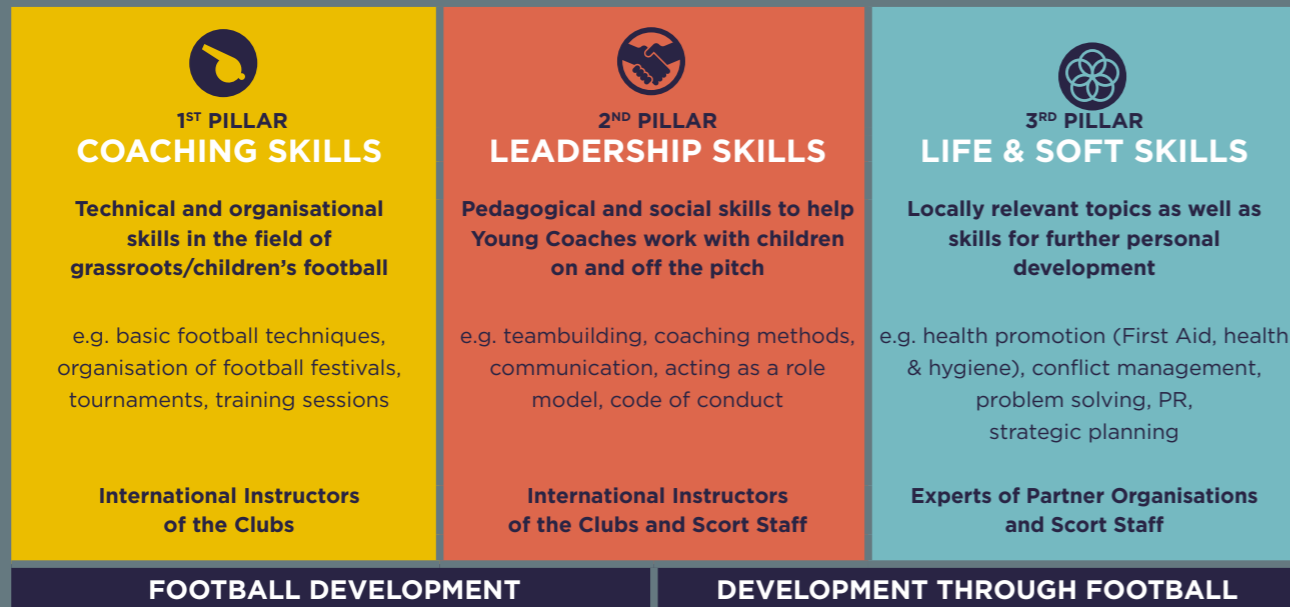 1ST PILLAR
COACHING SKILLS
Technical and organisational
skills in the field of
grassroots/children’s football
e.g. basic football techniques,
organisation of football festivals,
tournaments, training sessions
International Instructors
of the Clubs
2ND PILLAR
LEADERSHIP SKILLS
Pedagogical and social skills to help
Young Coaches work with children
on and off the pitch
e.g. teambuilding, coaching methods,
communication, acting as a role
model, code of conduct
International Instructors
of the Clubs and Scort Staff
3RD PILLAR
LIFE & SOFT SKILLS
Locally relevant topics as well as
skills for further personal
development
e.g. health promotion (First Aid, health
& hygiene), conflict management,
problem solving, PR,
strategic planning
Experts of Partner Organisations
and Scort Staff
FOOTBALL DEVELOPMENT
DEVELOPMENT THROUGH FOOTBALL